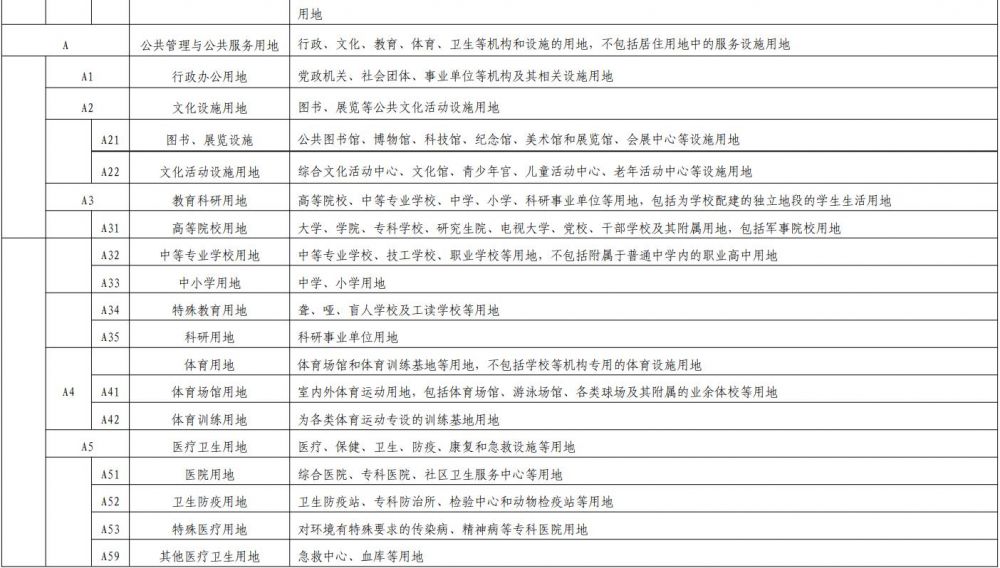 用地
A 公共管理与公共服务用地 行政、文化、教育、体育、卫生等机构和设施的用地，不包括居住用地中的服务设施用地
A1 行政办公用地 党政机关、社会团体、事业单位等机构及其相关设施用地
A2 文化设施用地 图书、展览等公共文化活动设施用地
A21 图书、展览设施 公共图书馆、博物馆、科技馆、纪念馆、美术馆和展览馆、会展中心等设施用地
A22 文化活动设施用地 综合文化活动中心、文化馆、青少年宫、儿童活动中心、老年活动中心等设施用地
A3 教育科研用地 高等院校、中等专业学校、中学、小学、科研事业单位等用地，包括为学校配建的独立地段的学生生活用地
A31 高等院校用地 大学、学院、专科学校、研究生院、电视大学、党校、干部学校及其附属用地，包括军事院校用地
A32 中等专业学校用地 中等专业学校、技工学校、职业学校等用地，不包括附属于普通中学内的职业高中用地
A33 中小学用地 中学、小学用地
A34 特殊教育用地 聋、哑、盲人学校及工读学校等用地
A35 科研用地 科研事业单位用地
体育用地 体育场馆和体育训练基地等用地，不包括学校等机构专用的体育设施用地
A4 A41 体育场馆用地 室内外体育运动用地，包括体育场馆、游泳场馆、各类球场及其附属的业余体校等用地
A42 体育训练用地 为各类体育运动专设的训练基地用地
A5 医疗卫生用地 医疗、保健、卫生、防疫、康复和急救设施等用地
A51 医院用地 综合医院、专科医院、社区卫生服务中心等用地
A52 卫生防疫用地 卫生防疫站、专科防治所、检验中心和动物检疫站等用地
A53 特殊医疗用地 对环境有特殊要求的传染病、精神病等专科医院用地
A59 其他医疗卫生用地 急救中心、血库等用地